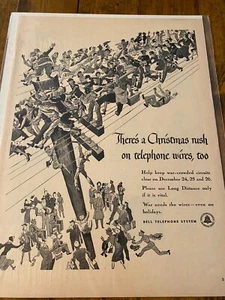 There's a Christmas rush
on telephone wires, too
Help keep war-crowded circuits
clear on December 24, 25 and 26.
Please use Long Distance only
if it is vital.
War needs the wires—even on
holidays.
BELL TELEPHONE SYSTEM